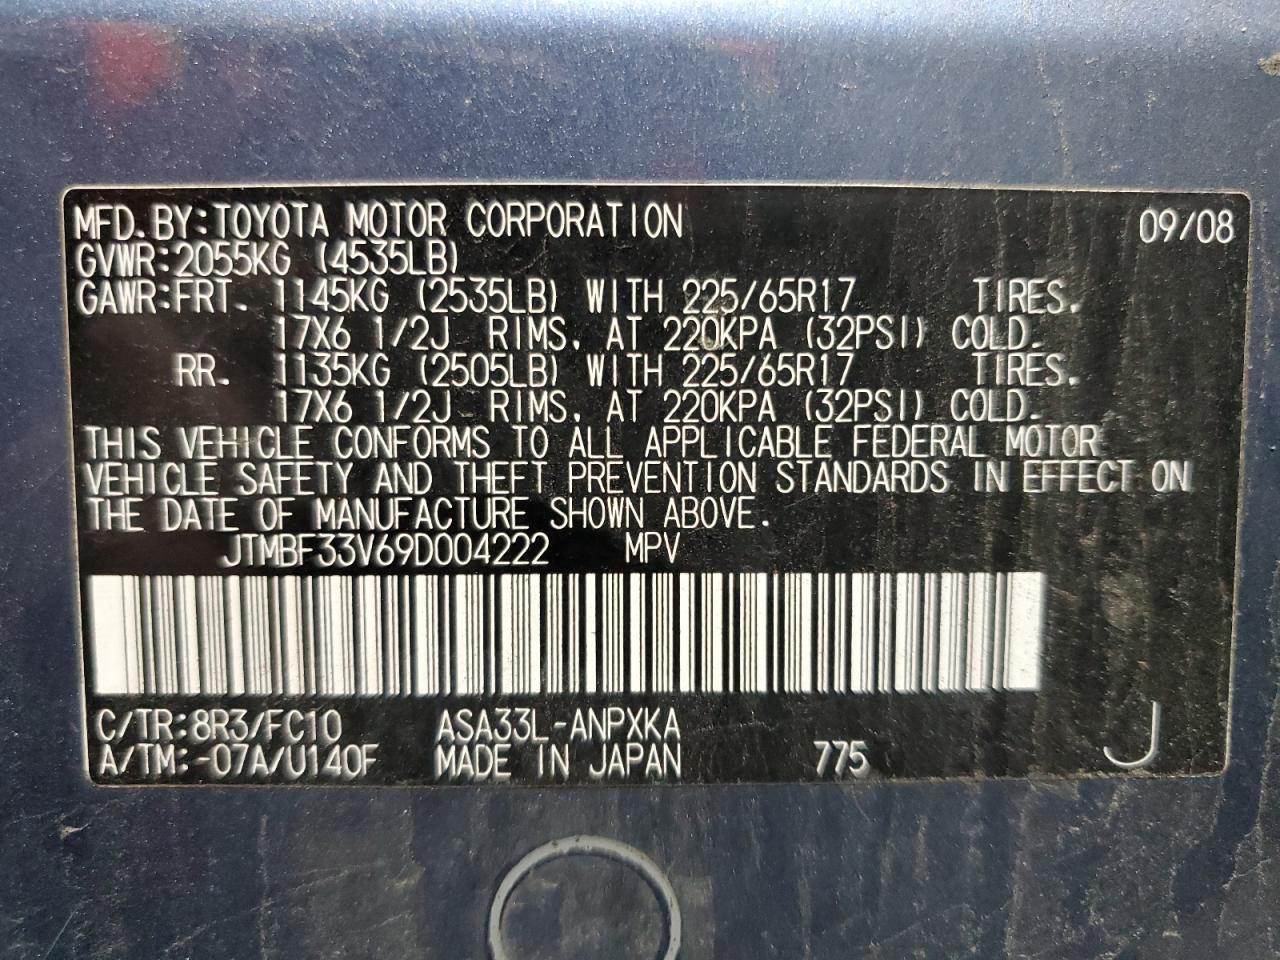 MFD.BY:TOYOTA MOTOR CORPORATION 09/08
GVWR:2055KG (4535LB)
GAWR:FRT. 1145KG (2535LB) WITH 225/65R17 TIRES.
17X6 1/2J RIMS. AT 220KPA (32PSI) COLD.
RR. 1135KG (2505LB) WITH 225/65R17 TIRES.
17X6 1/2J RIMS. AT 220KPA (32PSI) COLD.
THIS VEHICLE CONFORMS TO ALL APPLICABLE FEDERAL MOTOR
VEHICLE SAFETY AND THEFT PREVENTION STANDARDS IN EFFECT ON
THE DATE OF MANUFACTURE SHOWN ABOVE.
JTMBF33V69D004222 MPV
C/TR:8R3/FC10 ASA33L-ANPXKA
A/TM:-07A/U140F MADE IN JAPAN 775 J